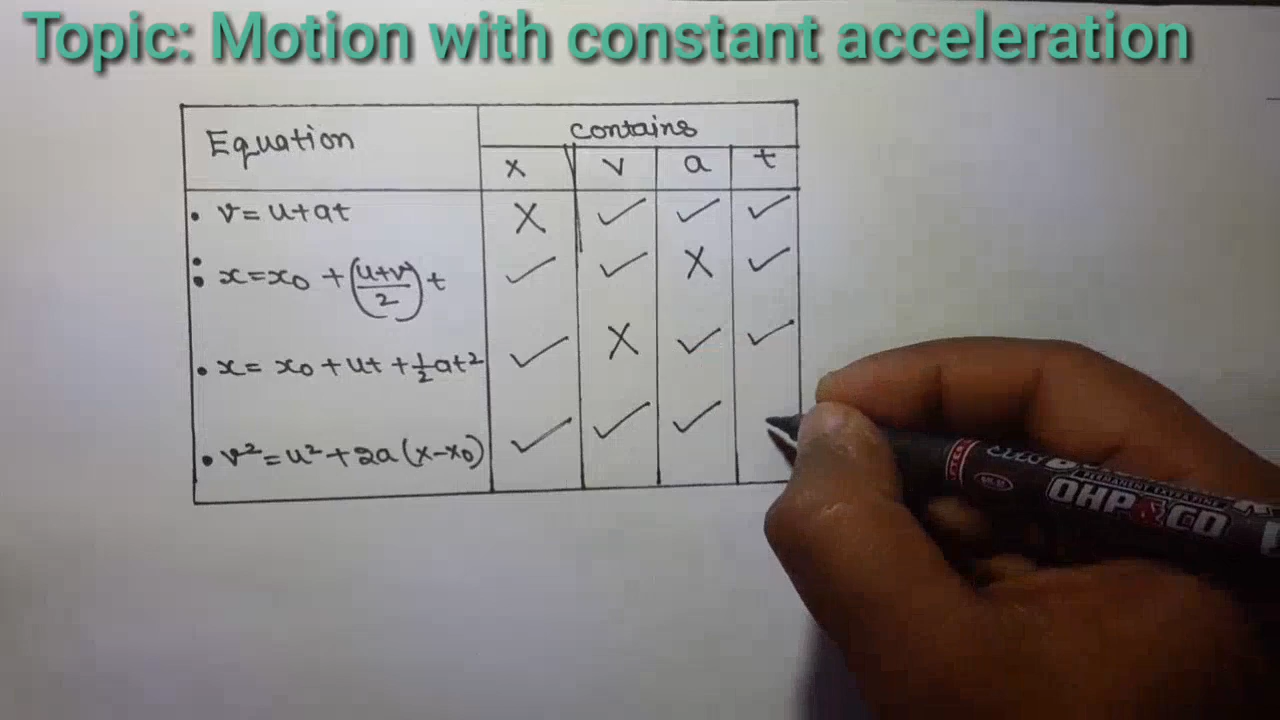 Topic: Motion with constant acceleration
Equation
contains
x v a t
• v = u+at X ✓ ✓ ✓
• x = x₀ + (u+v/2) t ✓ ✓ X ✓
• x = x₀ + ut + ½at² ✓ X ✓ ✓
• v² = u² + 2a(x-x₀) ✓ ✓ ✓
OHP & CD